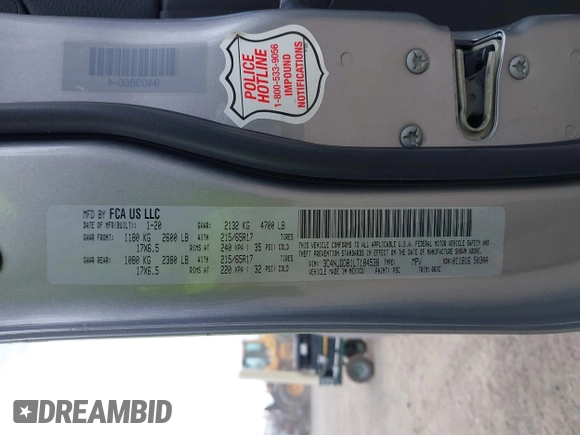 POLICE
HOTLINE
1-800-533-9056
IMPOUND
NOTIFICATIONS
MFD BY FCA US LLC
DATE OF MFR(BUILT) 1-20 GVWR: 2132 KG 4700 LB
GAWR FRONT: 1180 KG 2600 LB WITH 215/65R17 TIRES
17X6.5 RIMS AT 240 KPA ( 35 PSI) COLD
GAWR REAR: 1080 KG 2380 LB WITH 215/65R17 TIRES
17X6.5 RIMS AT 220 KPA ( 32 PSI) COLD
THIS VEHICLE CONFORMS TO ALL APPLICABLE U.S.A. FEDERAL MOTOR VEHICLE SAFETY AND
THEFT PREVENTION STANDARDS IN EFFECT ON THE DATE OF MANUFACTURE SHOWN ABOVE.
VIN: 3C4NJDCB1LT184538 TYPE: MPV
VEHICLE MADE IN MEXICO PAINT: PSC
DREAMBID